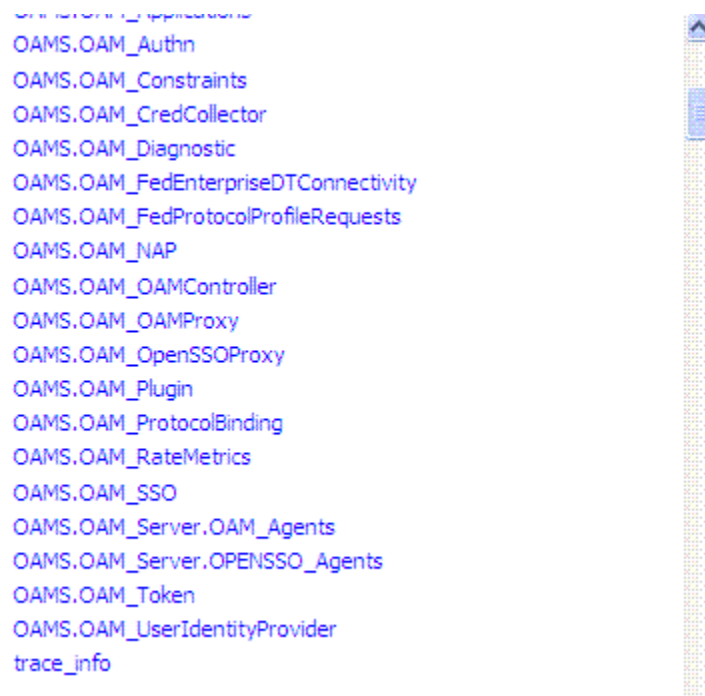 OAMS.OAM_Applications
OAMS.OAM_Authn
OAMS.OAM_Constraints
OAMS.OAM_CredCollector
OAMS.OAM_Diagnostic
OAMS.OAM_FedEnterpriseDTConnectivity
OAMS.OAM_FedProtocolProfileRequests
OAMS.OAM_NAP
OAMS.OAM_OAMController
OAMS.OAM_OAMProxy
OAMS.OAM_OpenSSOProxy
OAMS.OAM_Plugin
OAMS.OAM_ProtocolBinding
OAMS.OAM_RateMetrics
OAMS.OAM_SSO
OAMS.OAM_Server.OAM_Agents
OAMS.OAM_Server.OPENSSO_Agents
OAMS.OAM_Token
OAMS.OAM_UserIdentityProvider
trace_info